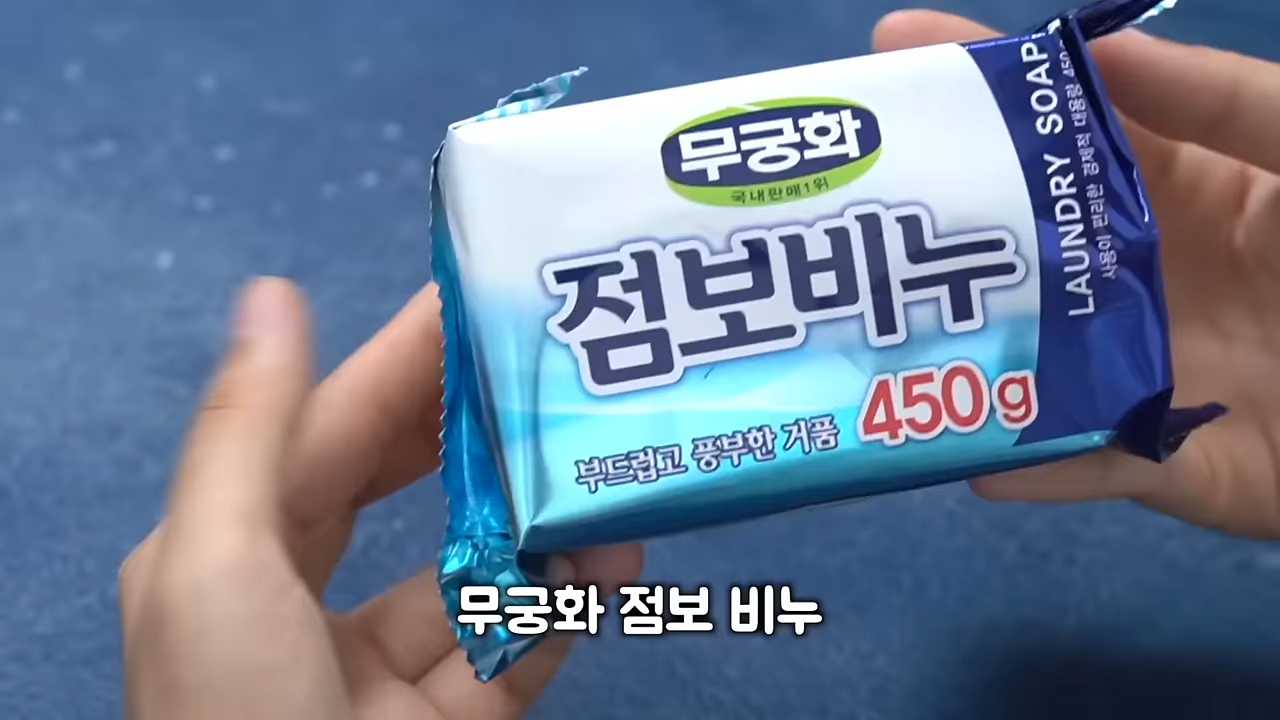 무궁화
국내판매1위
점보비누
450g
부드럽고 풍부한 거품
LAUNDRY SOAP
사용이 편리한 경제적 대용량 450g
무궁화 점보 비누